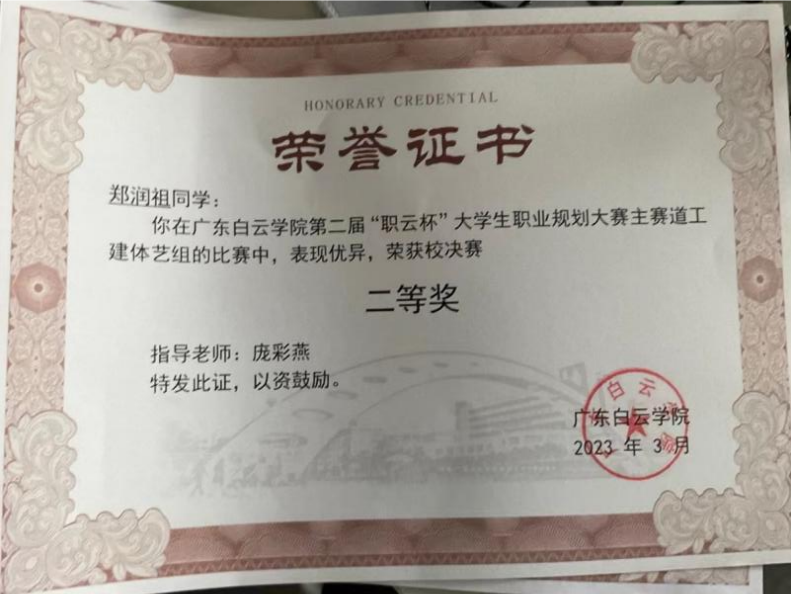 HONORARY CREDENTIAL
荣誉证书
郑润祖同学：
你在广东白云学院第二届“职云杯”大学生职业规划大赛主赛道工
建体艺组的比赛中，表现优异，荣获校决赛
二等奖
指导老师：庞彩燕
特发此证，以资鼓励。
广东白云学院
2023 年 3 月
白云